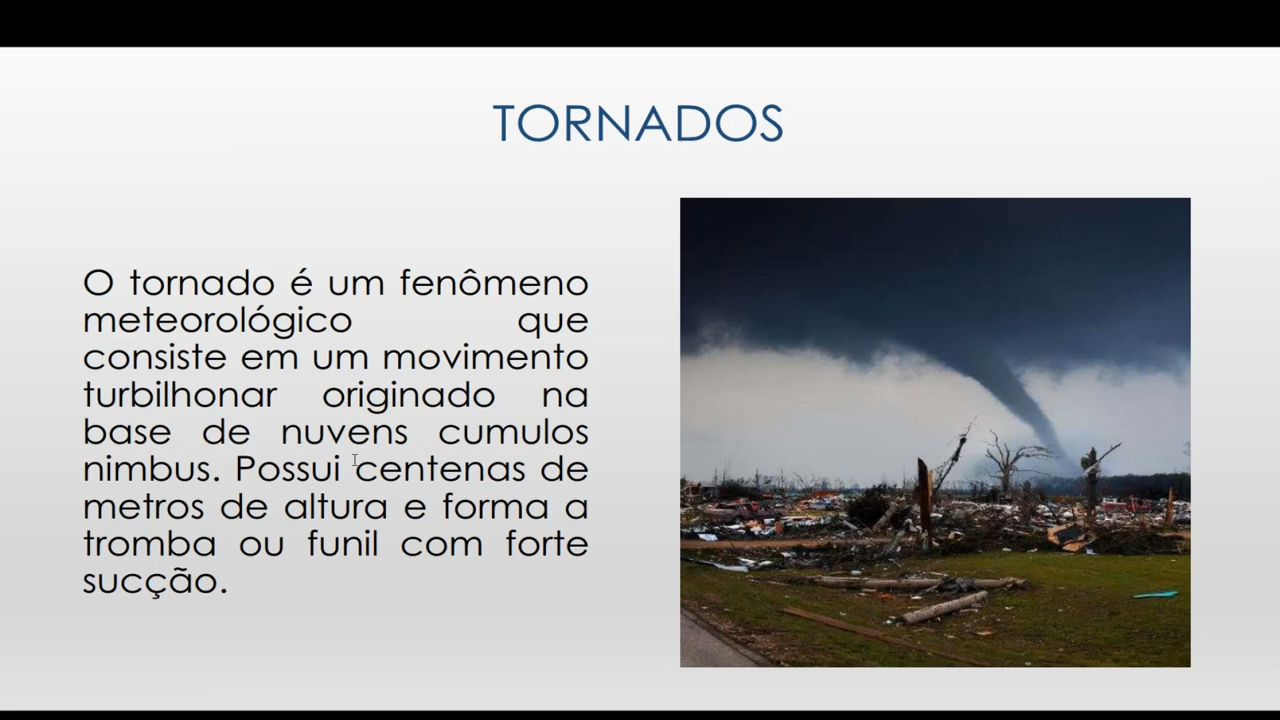 TORNADOS
O tornado é um fenômeno
meteorológico que
consiste em um movimento
turbilhonar originado na
base de nuvens cumulos
nimbus. Possui centenas de
metros de altura e forma a
tromba ou funil com forte
sucção.